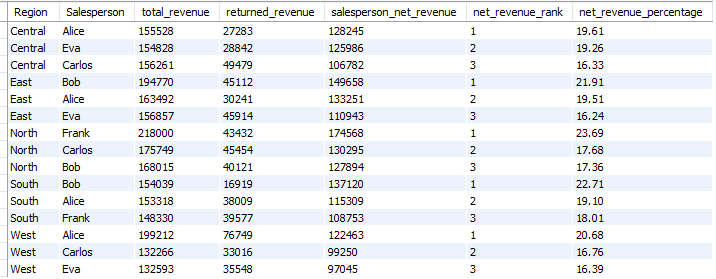 Region Salesperson total_revenue returned_revenue salesperson_net_revenue net_revenue_rank net_revenue_percentage
Central Alice 155528 27283 128245 1 19.61
Central Eva 154828 28842 125986 2 19.26
Central Carlos 156261 49479 106782 3 16.33
East Bob 194770 45112 149658 1 21.91
East Alice 163492 30241 133251 2 19.51
East Eva 156857 45914 110943 3 16.24
North Frank 218000 43432 174568 1 23.69
North Carlos 175749 45454 130295 2 17.68
North Bob 168015 40121 127894 3 17.36
South Bob 154039 16919 137120 1 22.71
South Alice 153318 38009 115309 2 19.10
South Frank 148330 39577 108753 3 18.01
West Alice 199212 76749 122463 1 20.68
West Carlos 132266 33016 99250 2 16.76
West Eva 132593 35548 97045 3 16.39